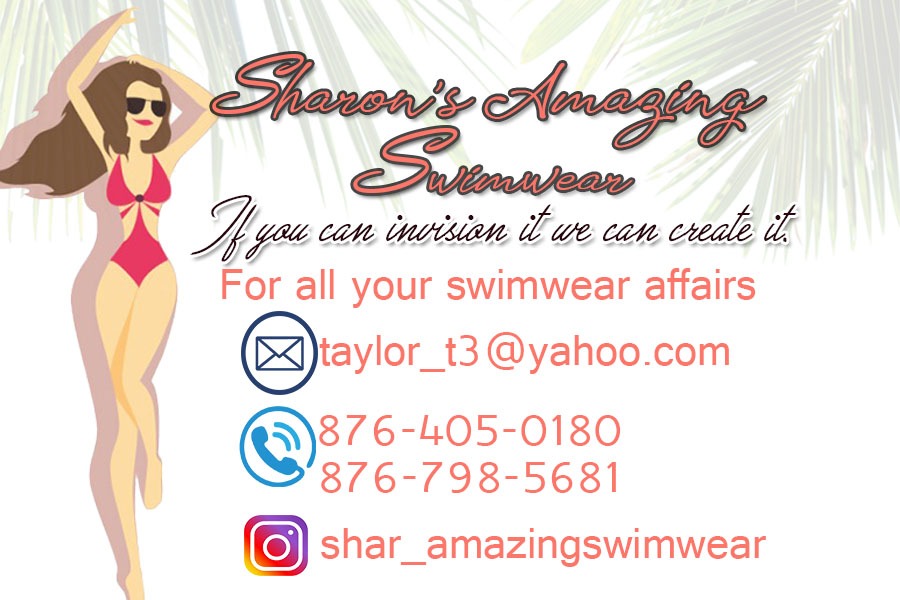 Sharon's Amazing
Swimwear
If you can invision it we can create it.
For all your swimwear affairs
taylor_t3@yahoo.com
876-405-0180
876-798-5681
shar_amazingswimwear